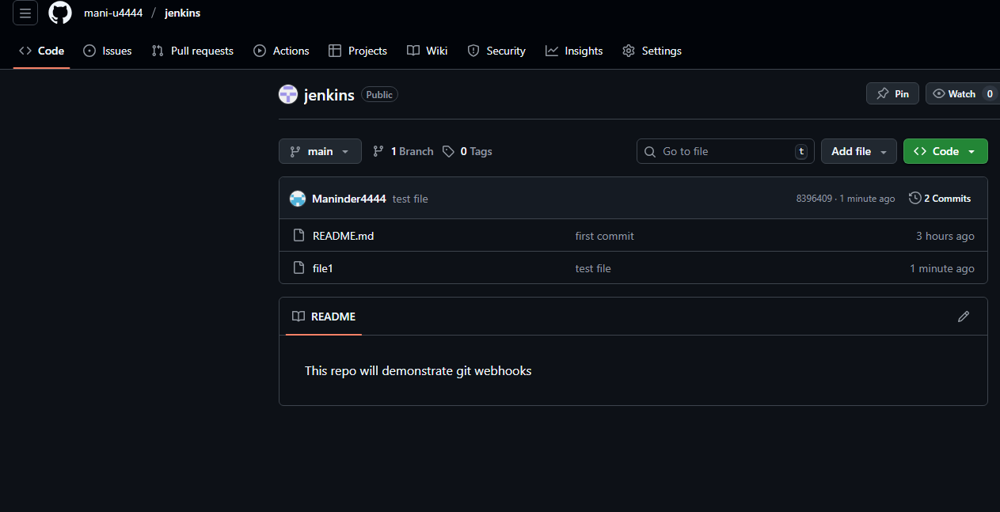 mani-u4444 / jenkins
Code Issues Pull requests Actions Projects Wiki Security Insights Settings
jenkins Public Pin Watch 0
main 1 Branch 0 Tags Go to file t Add file Code
Maninder4444 test file 8396409 · 1 minute ago 2 Commits
README.md first commit 3 hours ago
file1 test file 1 minute ago
README
This repo will demonstrate git webhooks